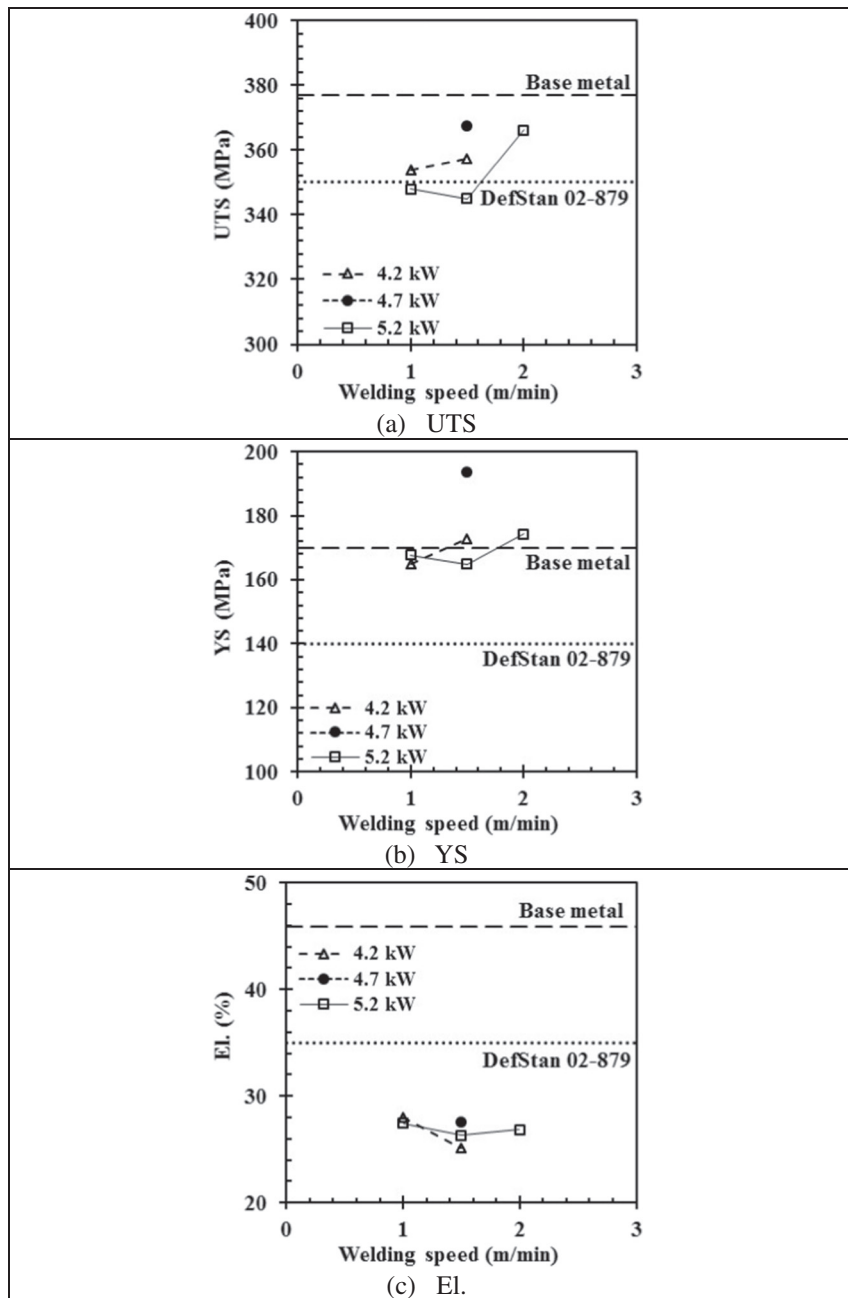 400
380
360
340
320
300
UTS (MPa)
Base metal
DefStan 02-879
4.2 kW
4.7 kW
5.2 kW
0 1 2 3
Welding speed (m/min)
(a) UTS
200
180
160
140
120
100
YS (MPa)
Base metal
DefStan 02-879
4.2 kW
4.7 kW
5.2 kW
0 1 2 3
Welding speed (m/min)
(b) YS
50
40
30
20
El. (%)
Base metal
4.2 kW
4.7 kW
5.2 kW
DefStan 02-879
0 1 2 3
Welding speed (m/min)
(c) El.